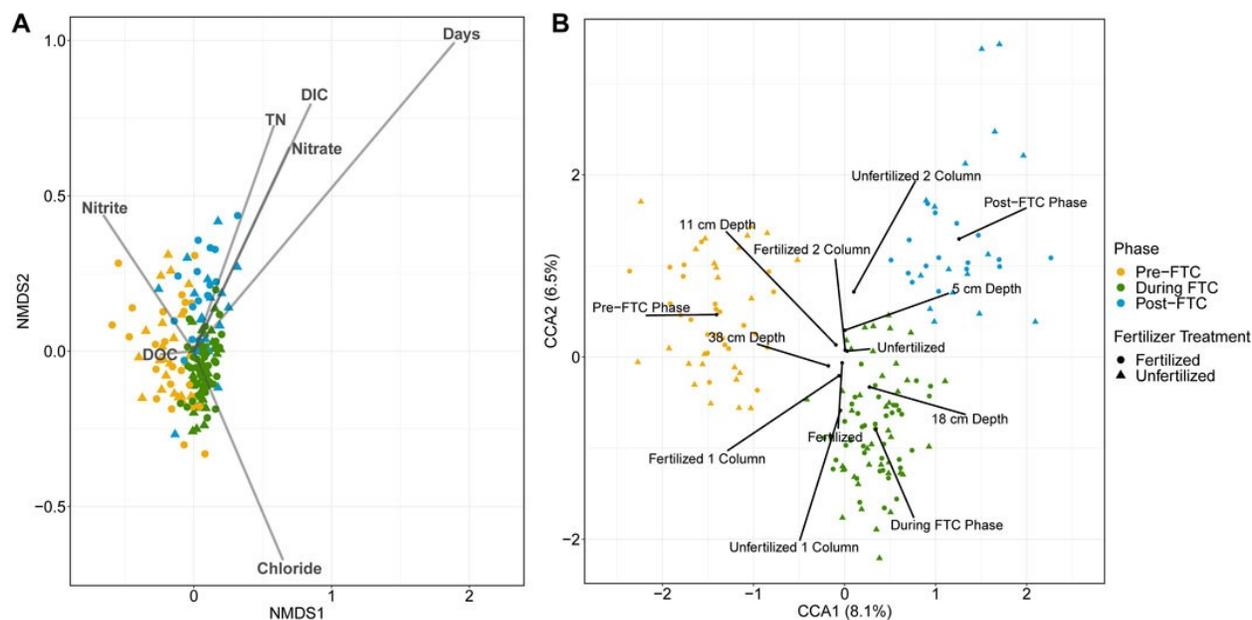 A
1.0
0.5
0.0
−0.5
NMDS2
Days
DIC
TN
Nitrate
Nitrite
DOC
Chloride
0
1
2
NMDS1
B
2
0
−2
CCA2 (6.5%)
Unfertilized 2 Column
Post−FTC Phase
11 cm Depth
Fertilized 2 Column
5 cm Depth
Pre−FTC Phase
38 cm Depth
Unfertilized
18 cm Depth
Fertilized
Fertilized 1 Column
During FTC Phase
Unfertilized 1 Column
−2
−1
0
1
2
CCA1 (8.1%)
Phase
Pre−FTC
During FTC
Post−FTC
Fertilizer Treatment
Fertilized
Unfertilized